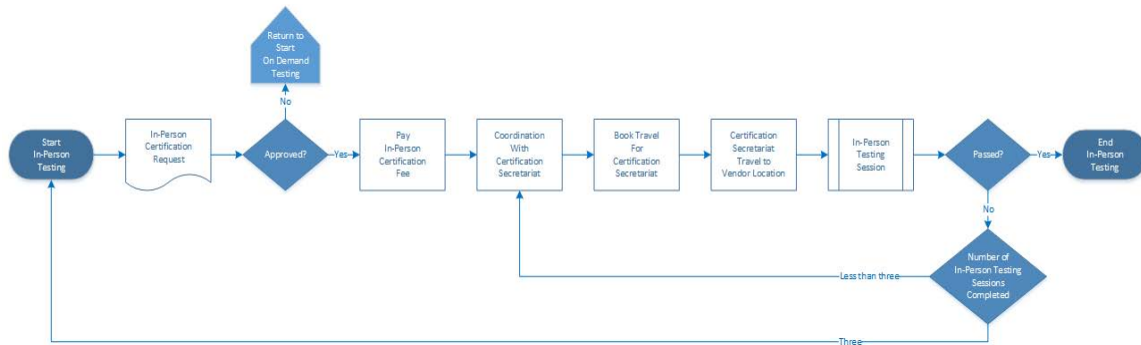 Return to
Start
On Demand
Testing
No
Start
In-Person
Testing
In-Person
Certification
Request
Approved?
Yes
Pay
In-Person
Certification
Fee
Coordination
With
Certification
Secretariat
Book Travel
For
Certification
Secretariat
Certification
Secretariat
Travel to
Vendor Location
In-Person
Testing
Session
Passed?
Yes
End
In-Person
Testing
No
Number of
In-Person Testing
Sessions
Completed
Less than three
Three